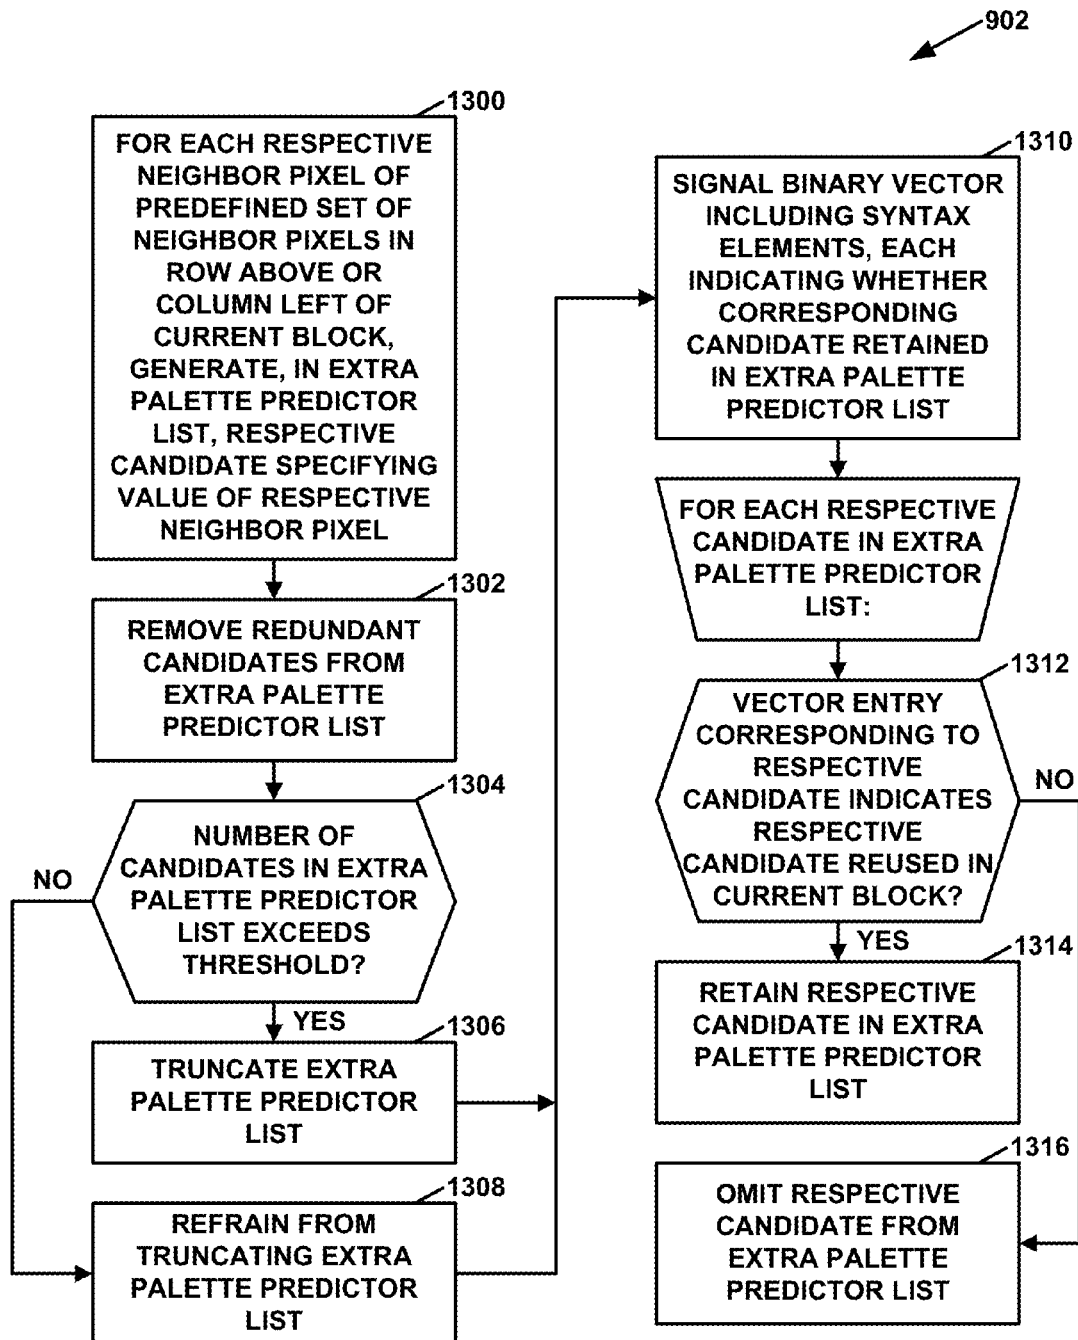 902
1300
FOR EACH RESPECTIVE
NEIGHBOR PIXEL OF
PREDEFINED SET OF
NEIGHBOR PIXELS IN
ROW ABOVE OR
COLUMN LEFT OF
CURRENT BLOCK,
GENERATE, IN EXTRA
PALETTE PREDICTOR
LIST, RESPECTIVE
CANDIDATE SPECIFYING
VALUE OF RESPECTIVE
NEIGHBOR PIXEL
1302
REMOVE REDUNDANT
CANDIDATES FROM
EXTRA PALETTE
PREDICTOR LIST
1304
NUMBER OF
CANDIDATES IN EXTRA
PALETTE PREDICTOR
LIST EXCEEDS
THRESHOLD?
NO
YES
1306
TRUNCATE EXTRA
PALETTE PREDICTOR
LIST
1308
REFRAIN FROM
TRUNCATING EXTRA
PALETTE PREDICTOR
LIST
1310
SIGNAL BINARY VECTOR
INCLUDING SYNTAX
ELEMENTS, EACH
INDICATING WHETHER
CORRESPONDING
CANDIDATE RETAINED
IN EXTRA PALETTE
PREDICTOR LIST
FOR EACH RESPECTIVE
CANDIDATE IN EXTRA
PALETTE PREDICTOR
LIST:
1312
VECTOR ENTRY
CORRESPONDING TO
RESPECTIVE
CANDIDATE INDICATES
RESPECTIVE
CANDIDATE REUSED IN
CURRENT BLOCK?
NO
YES
1314
RETAIN RESPECTIVE
CANDIDATE IN EXTRA
PALETTE PREDICTOR
LIST
1316
OMIT RESPECTIVE
CANDIDATE FROM
EXTRA PALETTE
PREDICTOR LIST